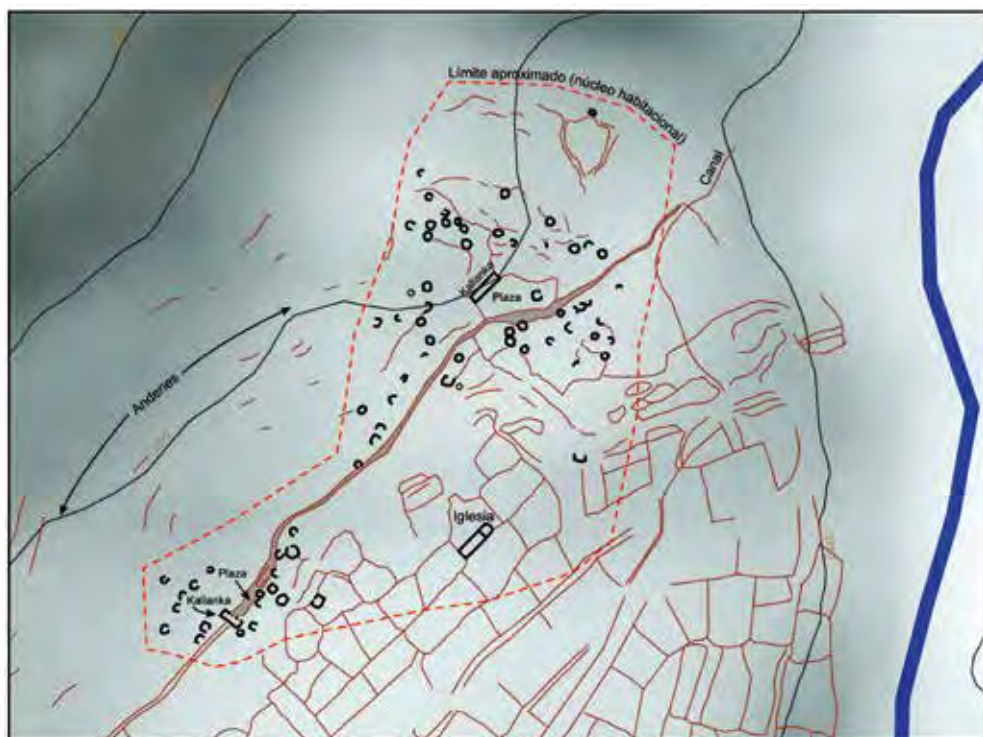 Límite aproximado (núcleo habitacional)
Canal
Kallanka
Plaza
Andenes
Iglesia
Plaza
Kallanka